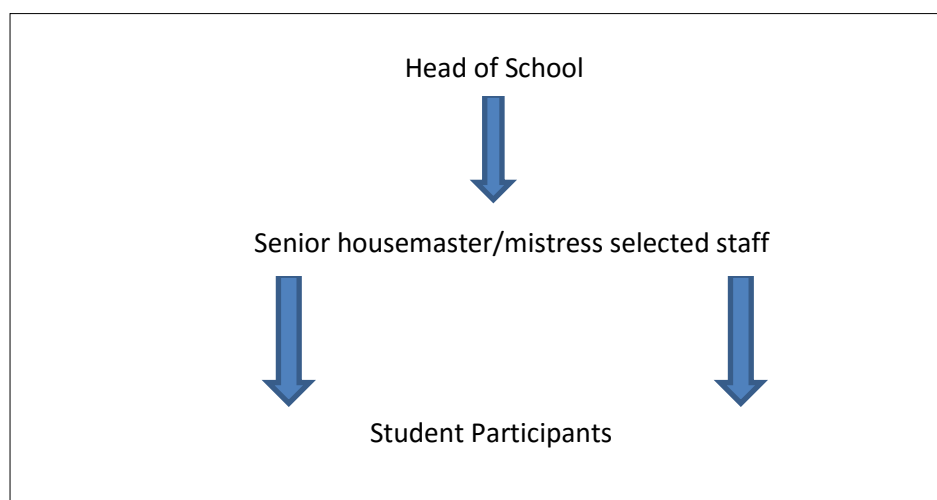 Head of School
Senior housemaster/mistress selected staff
Student Participants